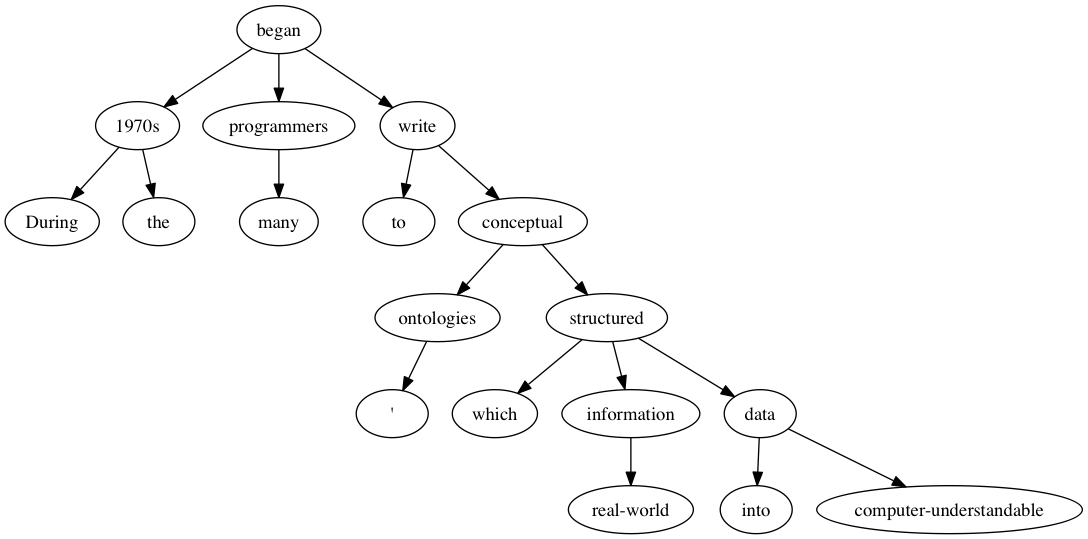 began
1970s programmers write
During the many to conceptual
ontologies structured
' which information data
real-world into computer-understandable